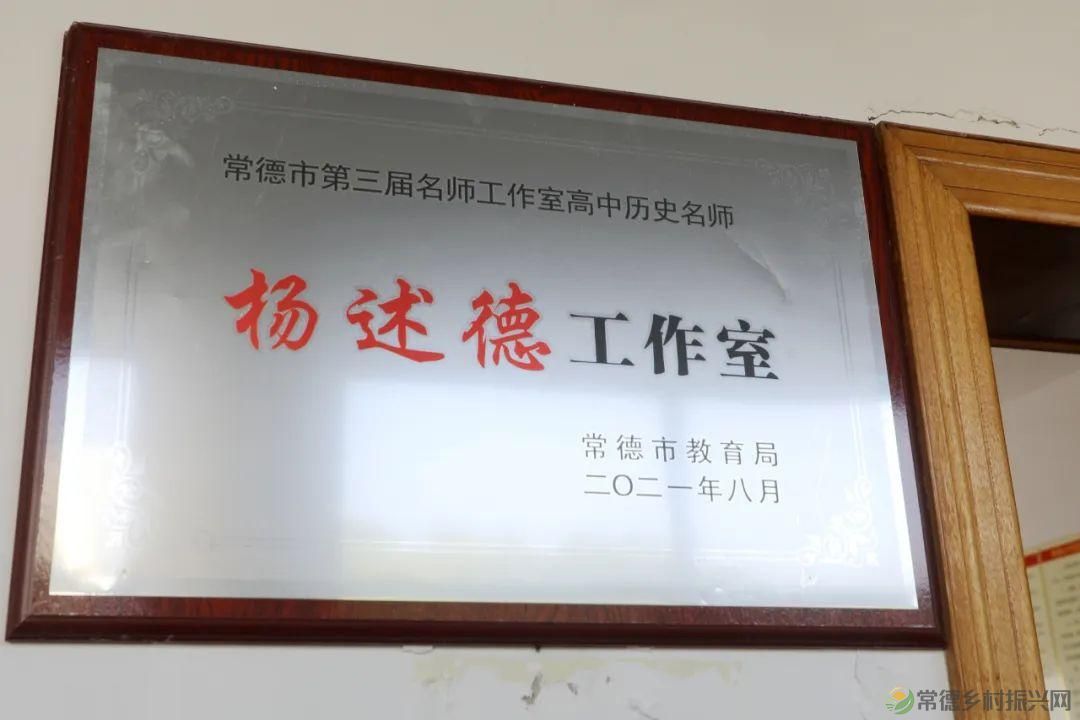 常德市第三届名师工作室高中历史名师
杨述德工作室
常德市教育局
二〇二一年八月
常德乡村振兴网